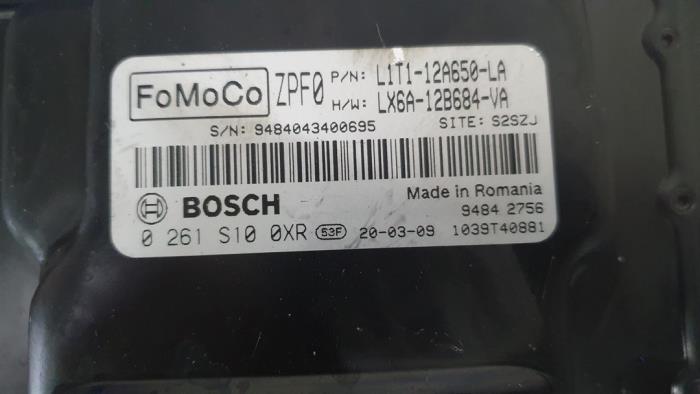 FoMoCo ZPF0 P/N: L1T1-12A650-LA
H/W: LX6A-12B684-VA
S/N: 9484043400695 SITE: S2SZJ
BOSCH Made in Romania
9484 2756
0 261 S10 0XR 53F 20-03-09 1039T40881